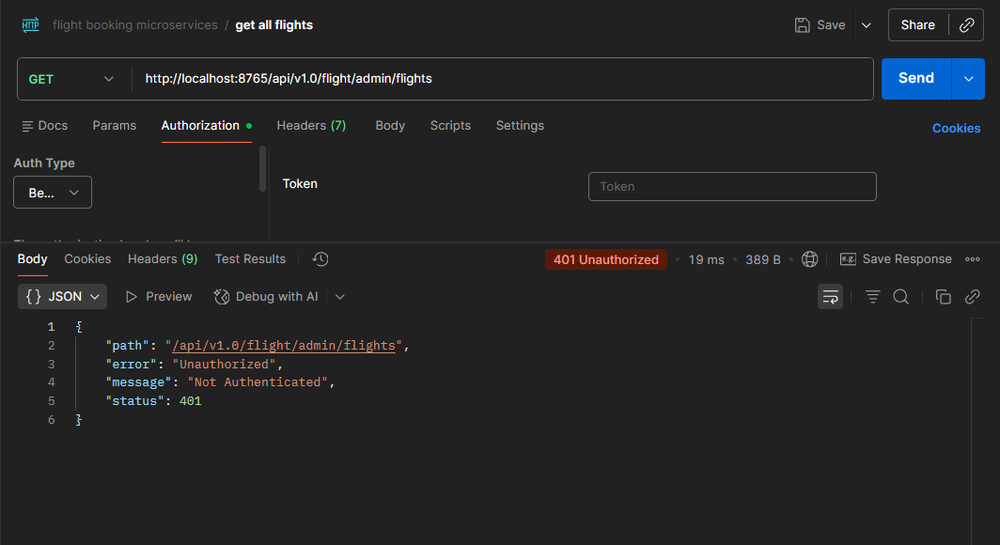 HTTP flight booking microservices / get all flights Save Share
GET http://localhost:8765/api/v1.0/flight/admin/flights Send
Docs Params Authorization Headers (7) Body Scripts Settings Cookies
Auth Type
Be...
Token Token
Body Cookies Headers (9) Test Results 401 Unauthorized • 19 ms • 389 B • e.g. Save Response
{} JSON Preview Debug with AI
1 {
2 "path": "/api/v1.0/flight/admin/flights",
3 "error": "Unauthorized",
4 "message": "Not Authenticated",
5 "status": 401
6 }